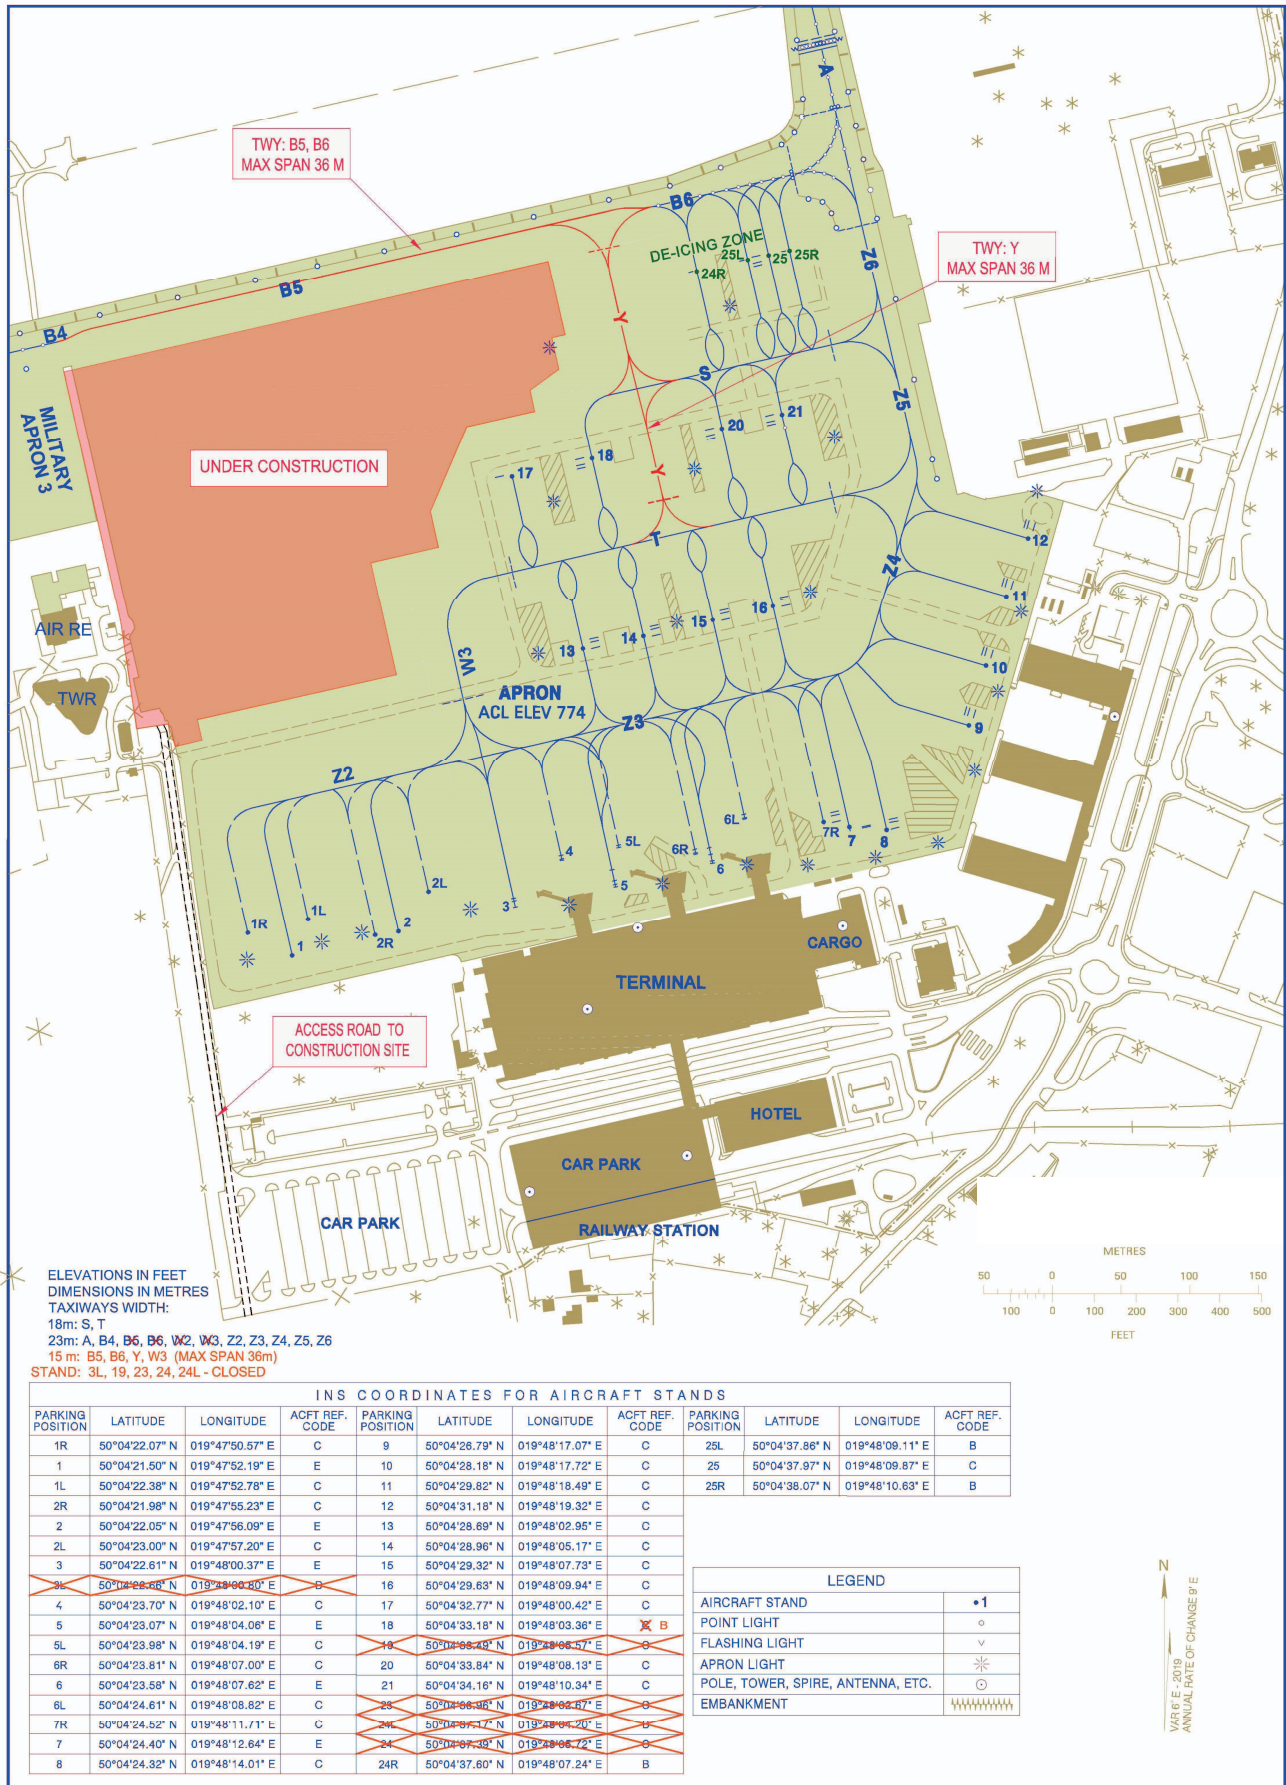 A
TWY: B5, B6
MAX SPAN 36 M
B6
DE-ICING ZONE
25L
25
25R
24R
Z6
TWY: Y
MAX SPAN 36 M
B5
B4
Y
S
Z5
MILITARY
APRON 3
UNDER CONSTRUCTION
17
18
20
21
Y
T
12
Z4
11
AIR RE
TWR
W3
13
14
15
16
10
APRON
ACL ELEV 774
Z3
9
Z2
6L
7R
7
8
4
5L
6R
6
2L
5
3
1R
1L
1
2R
2
CARGO
TERMINAL
ACCESS ROAD TO
CONSTRUCTION SITE
HOTEL
CAR PARK
CAR PARK
RAILWAY STATION
METRES
50 0 50 100 150
100 0 100 200 300 400 500
FEET
ELEVATIONS IN FEET
DIMENSIONS IN METRES
TAXIWAYS WIDTH:
18m: S, T
23m: A, B4, B5, B6, W2, W3, Z2, Z3, Z4, Z5, Z6
15 m: B5, B6, Y, W3 (MAX SPAN 36m)
STAND: 3L, 19, 23, 24, 24L - CLOSED
INS COORDINATES FOR AIRCRAFT STANDS
PARKING POSITION LATITUDE LONGITUDE ACFT REF. CODE PARKING POSITION LATITUDE LONGITUDE ACFT REF. CODE PARKING POSITION LATITUDE LONGITUDE ACFT REF. CODE
1R 50°04'22.07" N 019°47'50.57" E C 9 50°04'26.79" N 019°48'17.07" E C 25L 50°04'37.86" N 019°48'09.11" E B
1 50°04'21.50" N 019°47'52.19" E E 10 50°04'28.18" N 019°48'17.72" E C 25 50°04'37.97" N 019°48'09.87" E C
1L 50°04'22.38" N 019°47'52.78" E C 11 50°04'29.82" N 019°48'18.49" E C 25R 50°04'38.07" N 019°48'10.63" E B
2R 50°04'21.98" N 019°47'55.23" E C 12 50°04'31.18" N 019°48'19.32" E C
2 50°04'22.05" N 019°47'56.09" E E 13 50°04'28.69" N 019°48'02.95" E C
2L 50°04'23.00" N 019°47'57.20" E C 14 50°04'28.96" N 019°48'05.17" E C
3 50°04'22.61" N 019°48'00.37" E E 15 50°04'29.32" N 019°48'07.73" E C
3L 16 50°04'29.63" N 019°48'09.94" E C
4 50°04'23.70" N 019°48'02.10" E C 17 50°04'32.77" N 019°48'00.42" E C
5 50°04'23.07" N 019°48'04.06" E E 18 50°04'33.18" N 019°48'03.36" E B
5L 50°04'23.98" N 019°48'04.19" E C 19
6R 50°04'23.81" N 019°48'07.00" E C 20 50°04'33.84" N 019°48'08.13" E C
6 50°04'23.58" N 019°48'07.62" E E 21 50°04'34.16" N 019°48'10.34" E C
6L 50°04'24.61" N 019°48'08.82" E C 23
7R 50°04'24.52" N 019°48'11.71" E C 24L
7 50°04'24.40" N 019°48'12.64" E E 24
8 50°04'24.32" N 019°48'14.01" E C 24R 50°04'37.60" N 019°48'07.24" E B
LEGEND
AIRCRAFT STAND 1
POINT LIGHT
FLASHING LIGHT
APRON LIGHT
POLE, TOWER, SPIRE, ANTENNA, ETC.
EMBANKMENT
N
VAR 6° E - 2019
ANNUAL RATE OF CHANGE 9' E